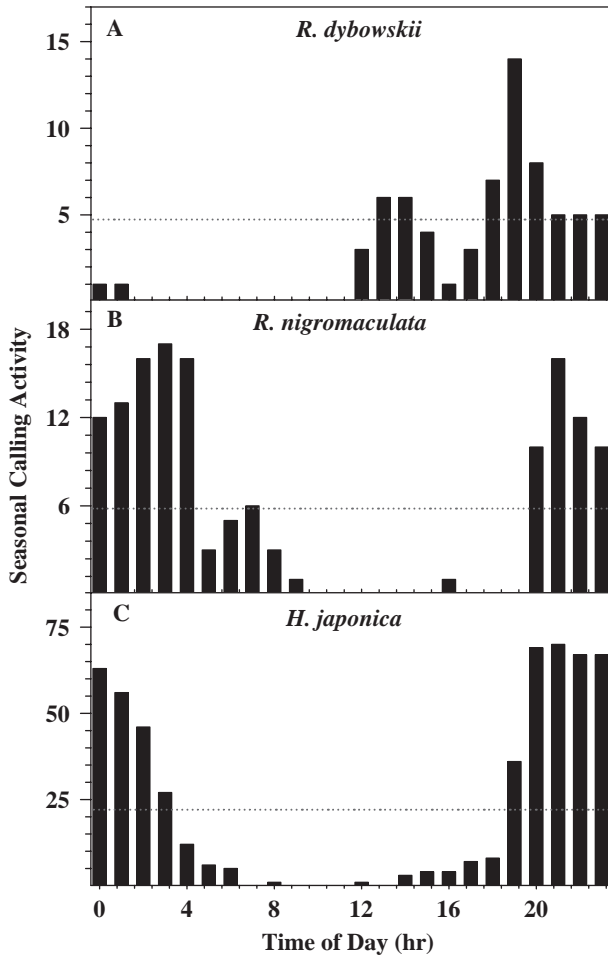 A
R. dybowskii
15
10
5
B
R. nigromaculata
18
12
6
Seasonal Calling Activity
C
H. japonica
75
50
25
0 4 8 12 16 20
Time of Day (hr)